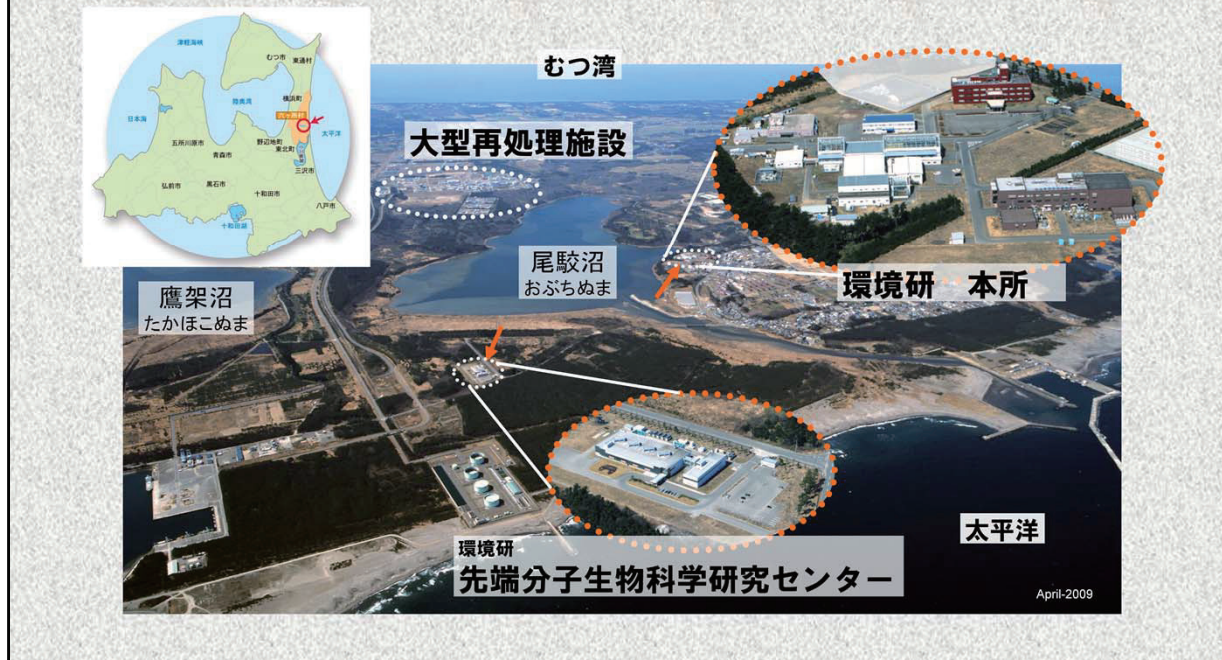 津軽海峡
むつ市
東通村
陸奥湾
横浜町
六ヶ所村
日本海
太平洋
五所川原市
野辺地町
青森市
東北町
三沢市
弘前市
黒石市
十和田市
八戸市
十和田湖
むつ湾
大型再処理施設
環境研 本所
尾駮沼
おぶちぬま
鷹架沼
たかほこぬま
環境研
先端分子生物科学研究センター
太平洋
April-2009